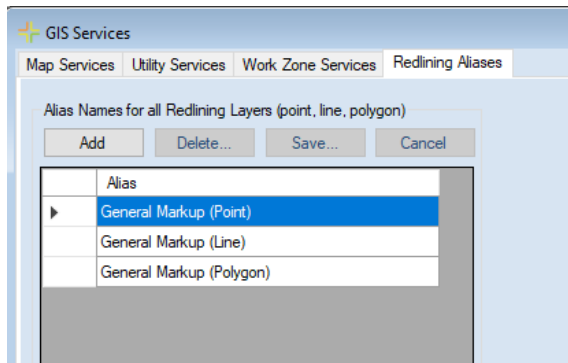 GIS Services
Map Services Utility Services Work Zone Services Redlining Aliases
Alias Names for all Redlining Layers (point, line, polygon)
Add Delete... Save... Cancel
Alias
General Markup (Point)
General Markup (Line)
General Markup (Polygon)